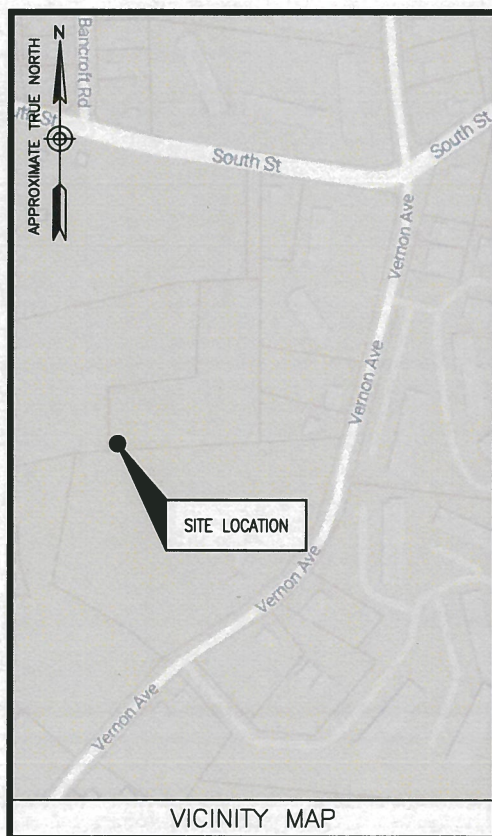 APPROXIMATE TRUE NORTH
N
Bancroft Rd
uth St
South St
South St
Vernon Ave
Vernon Ave
SITE LOCATION
Vernon Ave
Vernon Ave
VICINITY MAP